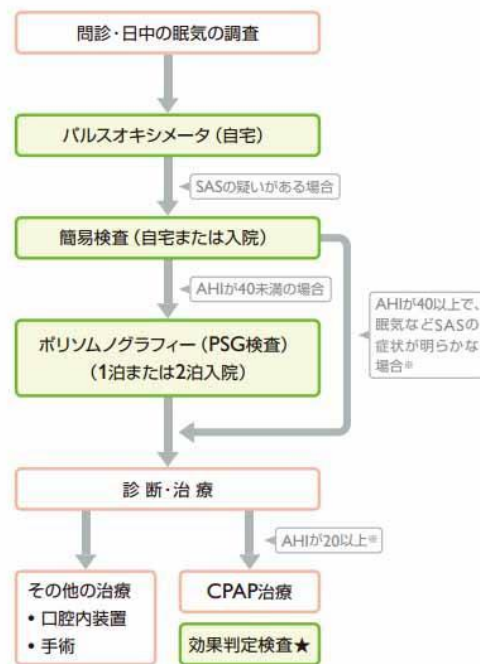 問診・日中の眠気の調査
パルスオキシメータ（自宅）
SASの疑いがある場合
簡易検査（自宅または入院）
AHIが40未満の場合
AHIが40以上で、
眠気などSASの
症状が明らかな
場合※
ポリソムノグラフィー（PSG検査）
（1泊または2泊入院）
診断・治療
AHIが20以上※
その他の治療
• 口腔内装置
• 手術
CPAP治療
効果判定検査★